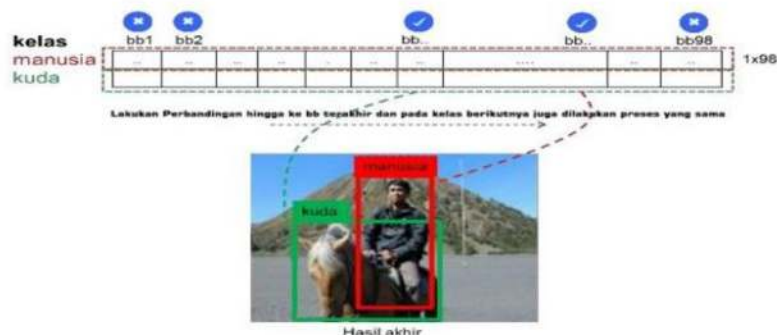 bb1 bb2 bb.. bb.. bb98
kelas
manusia
kuda
1x98
Lakukan Perbandingan hingga ke bb terakhir dan pada kelas berikutnya juga dilakukan proses yang sama
manusia
kuda
Hasil akhir